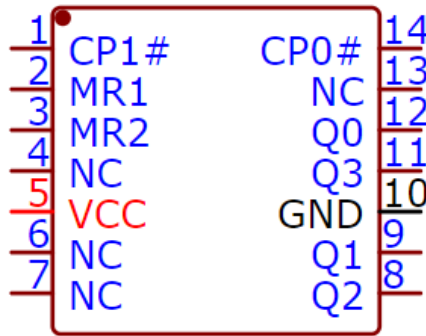 1 CP1# CP0# 14
2 MR1 NC 13
3 MR2 Q0 12
4 NC Q3 11
5 VCC GND 10
6 NC Q1 9
7 NC Q2 8